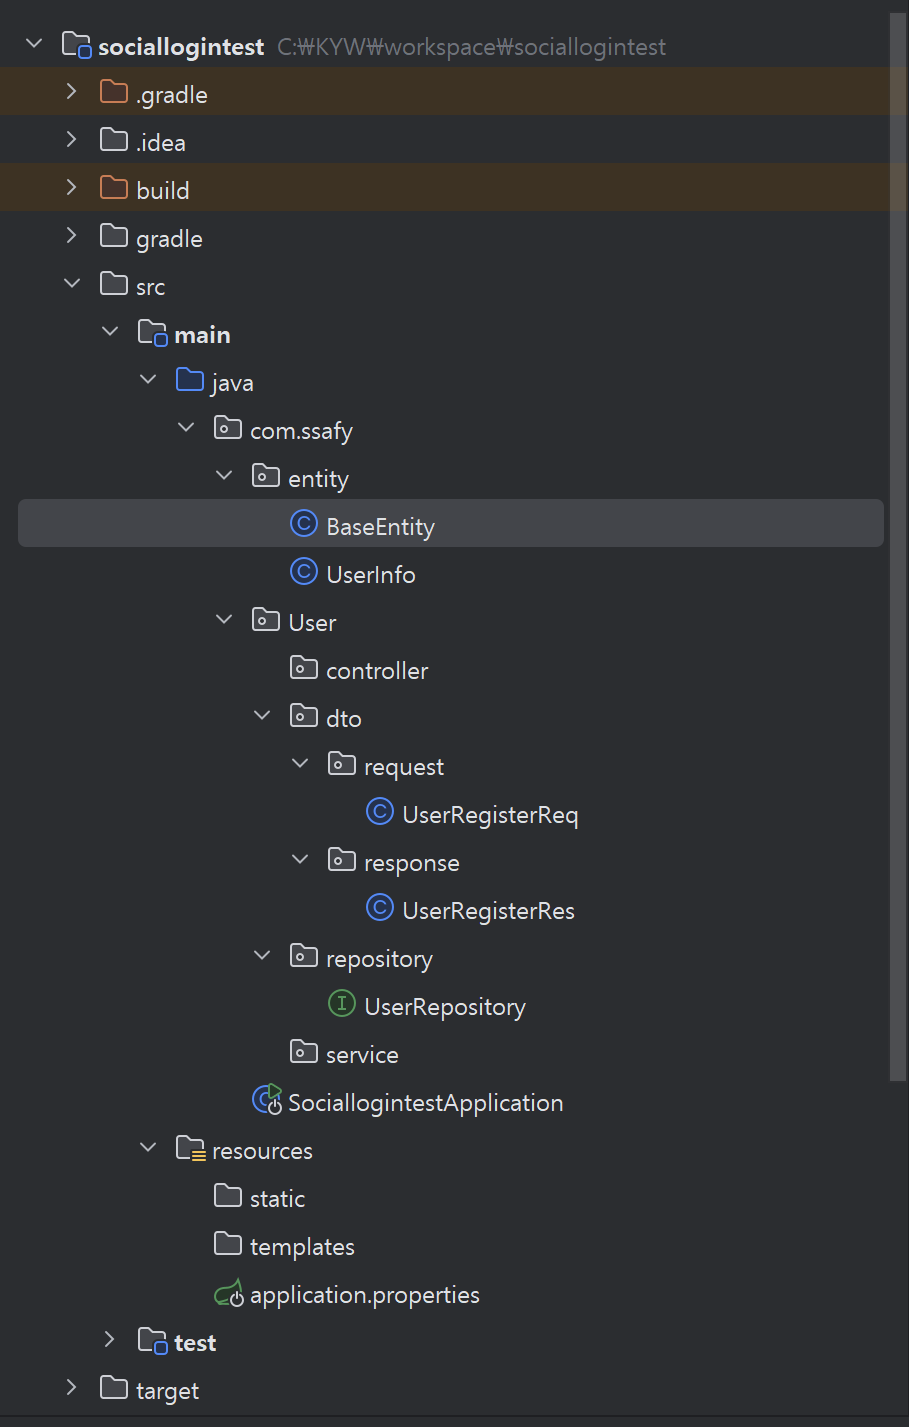 sociallogintest C:₩KYW₩workspace₩sociallogintest
.gradle
.idea
build
gradle
src
main
java
com.ssafy
entity
BaseEntity
UserInfo
User
controller
dto
request
UserRegisterReq
response
UserRegisterRes
repository
UserRepository
service
SociallogintestApplication
resources
static
templates
application.properties
test
target